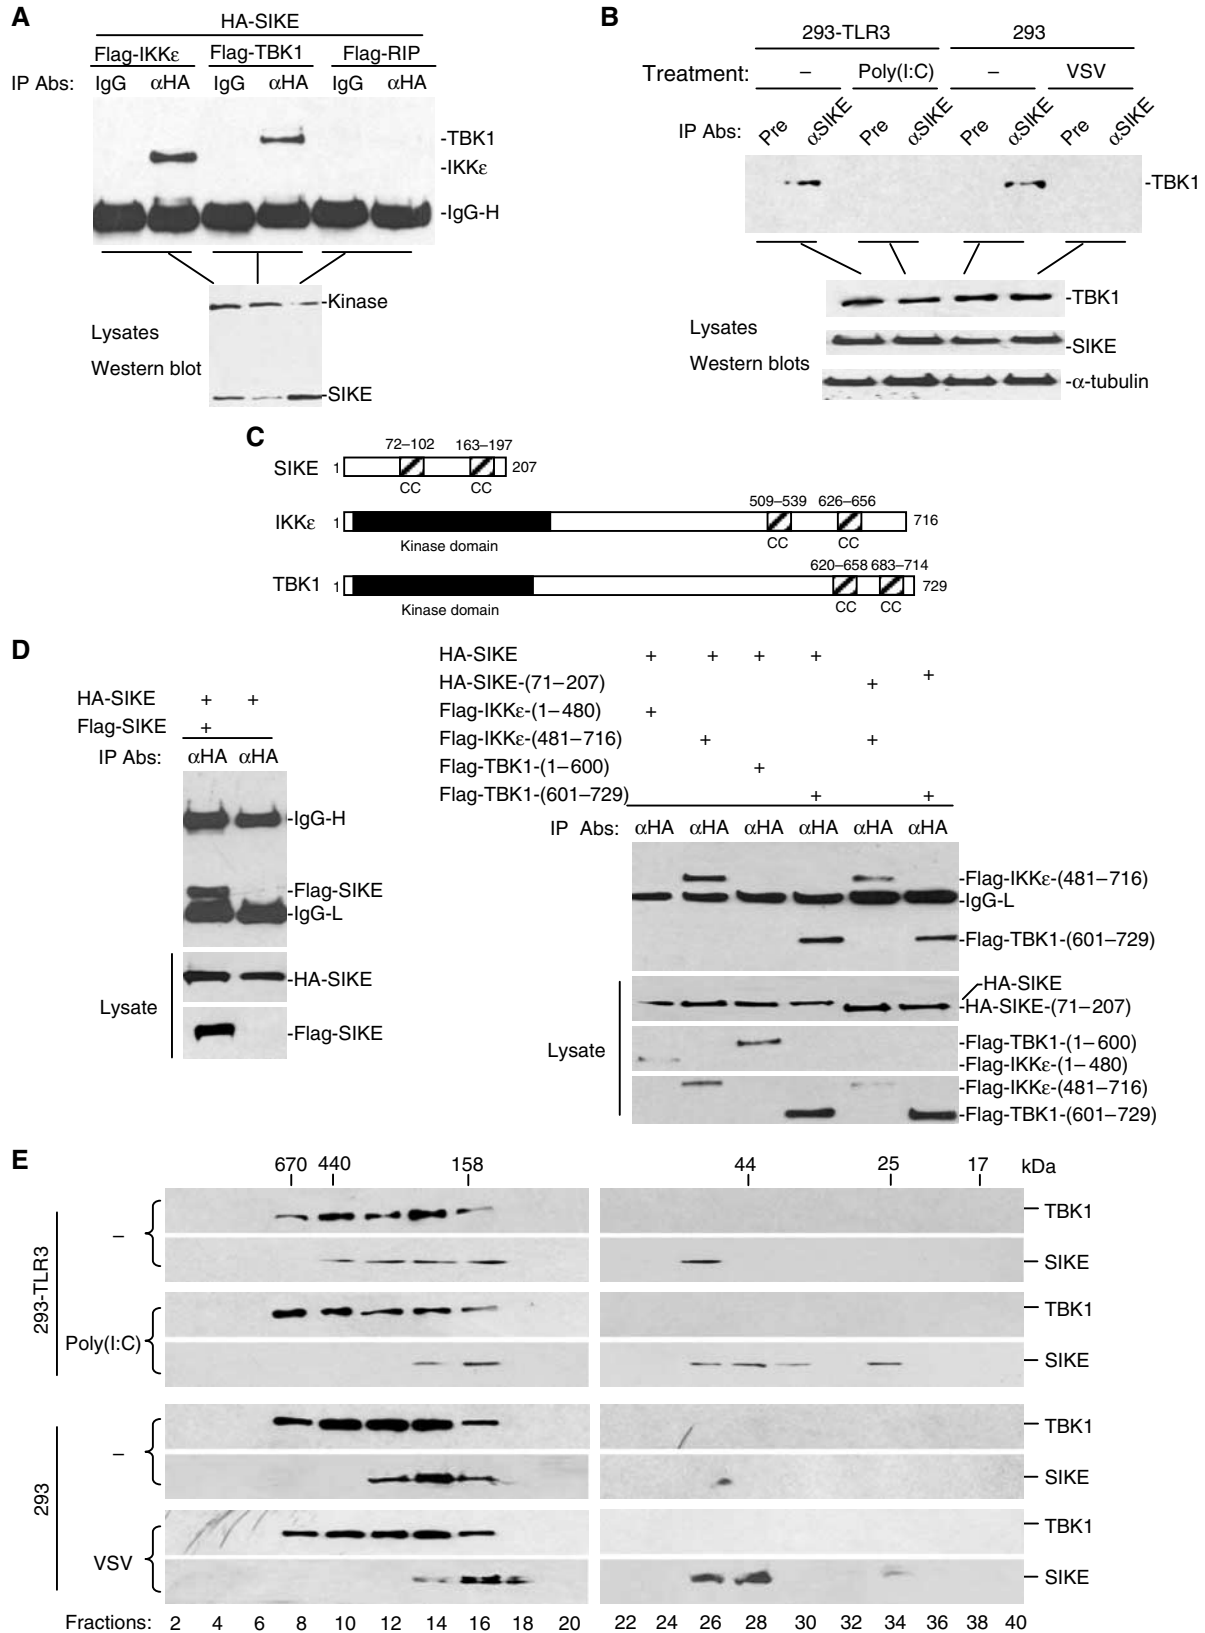 A
HA-SIKE
Flag-IKKε Flag-TBK1 Flag-RIP
IP Abs: IgG αHA IgG αHA IgG αHA
-TBK1
-IKKε
-IgG-H
-Kinase
Lysates
Western blot
-SIKE
B
293-TLR3 293
Treatment: – Poly(I:C) – VSV
IP Abs: Pre αSIKE Pre αSIKE Pre αSIKE Pre αSIKE
-TBK1
-TBK1
Lysates
-SIKE
Western blots
-α-tubulin
C
72–102 163–197
SIKE 1 207
CC CC
509–539 626–656
IKKε 1 716
Kinase domain CC CC
620–658 683–714
TBK1 1 729
Kinase domain CC CC
D
HA-SIKE + +
Flag-SIKE +
IP Abs: αHA αHA
-IgG-H
-Flag-SIKE
-IgG-L
-HA-SIKE
Lysate
-Flag-SIKE
HA-SIKE + + + +
HA-SIKE-(71–207) + +
Flag-IKKε-(1–480) +
Flag-IKKε-(481–716) + +
Flag-TBK1-(1–600) +
Flag-TBK1-(601–729) + +
IP Abs: αHA αHA αHA αHA αHA αHA
-Flag-IKKε-(481–716)
-IgG-L
-Flag-TBK1-(601–729)
HA-SIKE
-HA-SIKE-(71–207)
Lysate
-Flag-TBK1-(1–600)
-Flag-IKKε-(1–480)
-Flag-IKKε-(481–716)
-Flag-TBK1-(601–729)
E
670 440 158 44 25 17 kDa
293-TLR3
–
TBK1
SIKE
Poly(I:C)
TBK1
SIKE
293
–
TBK1
SIKE
VSV
TBK1
SIKE
Fractions: 2 4 6 8 10 12 14 16 18 20 22 24 26 28 30 32 34 36 38 40